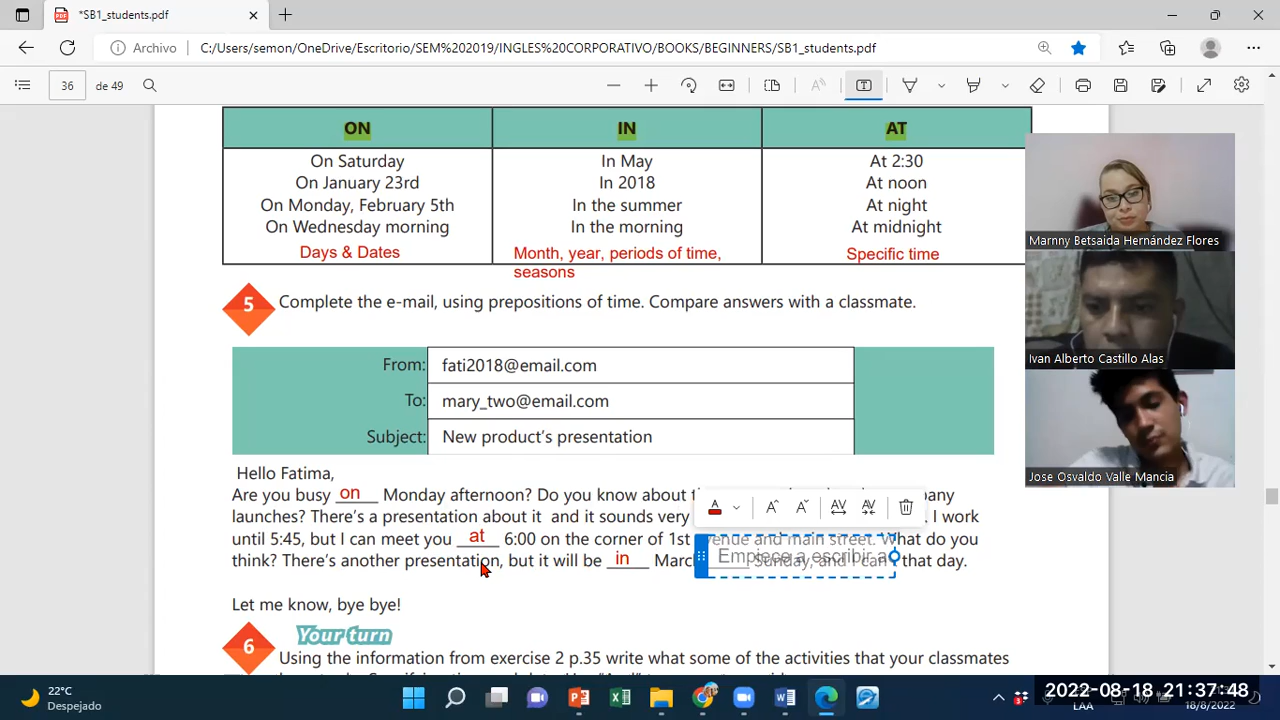 *SB1_students.pdf
Archivo
C:/Users/semon/OneDrive/Escritorio/SEM%202019/INGLES%20CORPORATIVO/BOOKS/BEGINNERS/SB1_students.pdf
36 de 49
ON IN AT
On Saturday In May At 2:30
On January 23rd In 2018 At noon
On Monday, February 5th In the summer At night
On Wednesday morning In the morning At midnight
Days & Dates Month, year, periods of time, Specific time
seasons
Marnny Betsaida Hernández Flores
Ivan Alberto Castillo Alas
Jose Osvaldo Valle Mancia
5 Complete the e-mail, using prepositions of time. Compare answers with a classmate.
From: fati2018@email.com
To: mary_two@email.com
Subject: New product's presentation
Hello Fatima,
Are you busy on Monday afternoon? Do you know about
launches? There's a presentation about it and it sounds very I work
until 5:45, but I can meet you at 6:00 on the corner of 1st avenue and main street. What do you
think? There's another presentation, but it will be in March Sunday, and I can't that day.
Empiece a escribir a
Let me know, bye bye!
6 Your turn
Using the information from exercise 2 p.35 write what some of the activities that your classmates
22°C
Despejado
LAA
18/8/2022
2022-08-18 21:37:48